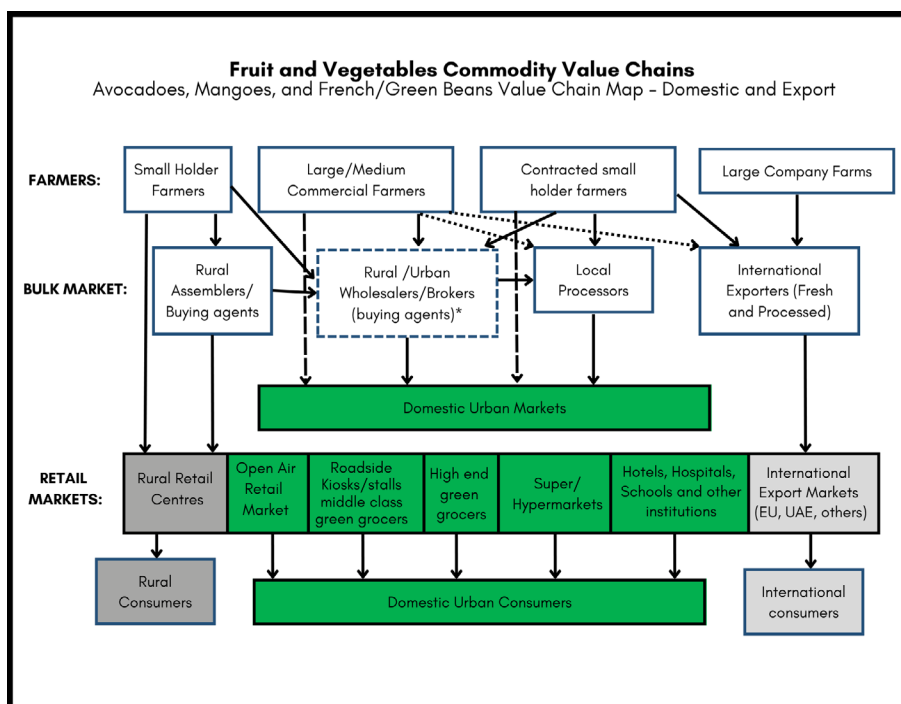 Fruit and Vegetables Commodity Value Chains
Avocadoes, Mangoes, and French/Green Beans Value Chain Map - Domestic and Export
FARMERS:
Small Holder
Farmers
Large/Medium
Commercial Farmers
Contracted small
holder farmers
Large Company Farms
BULK MARKET:
Rural
Assemblers/
Buying agents
Rural /Urban
Wholesalers/Brokers
(buying agents)*
Local
Processors
International
Exporters (Fresh
and Processed)
Domestic Urban Markets
RETAIL
MARKETS:
Rural Retail
Centres
Open Air
Retail
Market
Roadside
Kiosks/stalls
middle class
green grocers
High end
green
grocers
Super/
Hypermarkets
Hotels, Hospitals,
Schools and other
institutions
International
Export Markets
(EU, UAE, others)
Rural
Consumers
Domestic Urban Consumers
International
consumers